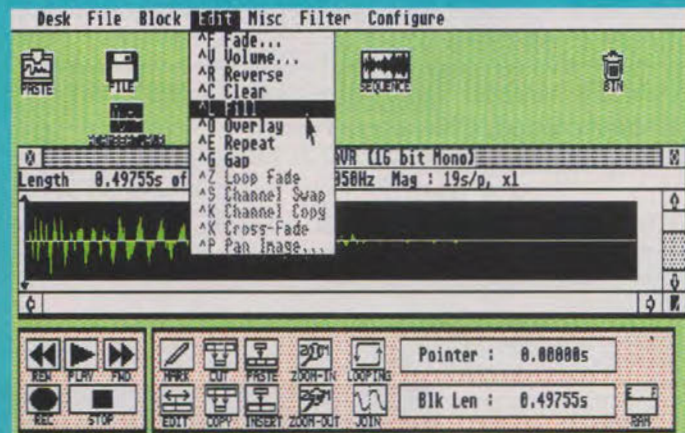 Desk File Block Edit Misc Filter Configure
^F Fade...
^V Volume...
^R Reverse
^C Clear
^L Fill
^O Overlay
^E Repeat
^G Gap
^Z Loop Fade
^S Channel Swap
^K Channel Copy
^K Cross-Fade
^P Pan Image...
PASTE
FILE
SEQUENCE
BIN
AVR (16 bit Mono)
Length 0.49755s of
050Hz Mag : 19s/p, x1
REW PLAY FWD
MARK CUT PASTE ZOOM-IN LOOPING
Pointer : 0.00000s
REC STOP
EDIT COPY INSERT ZOOM-OUT JOIN
Blk Len : 0.49755s
E F
RAM